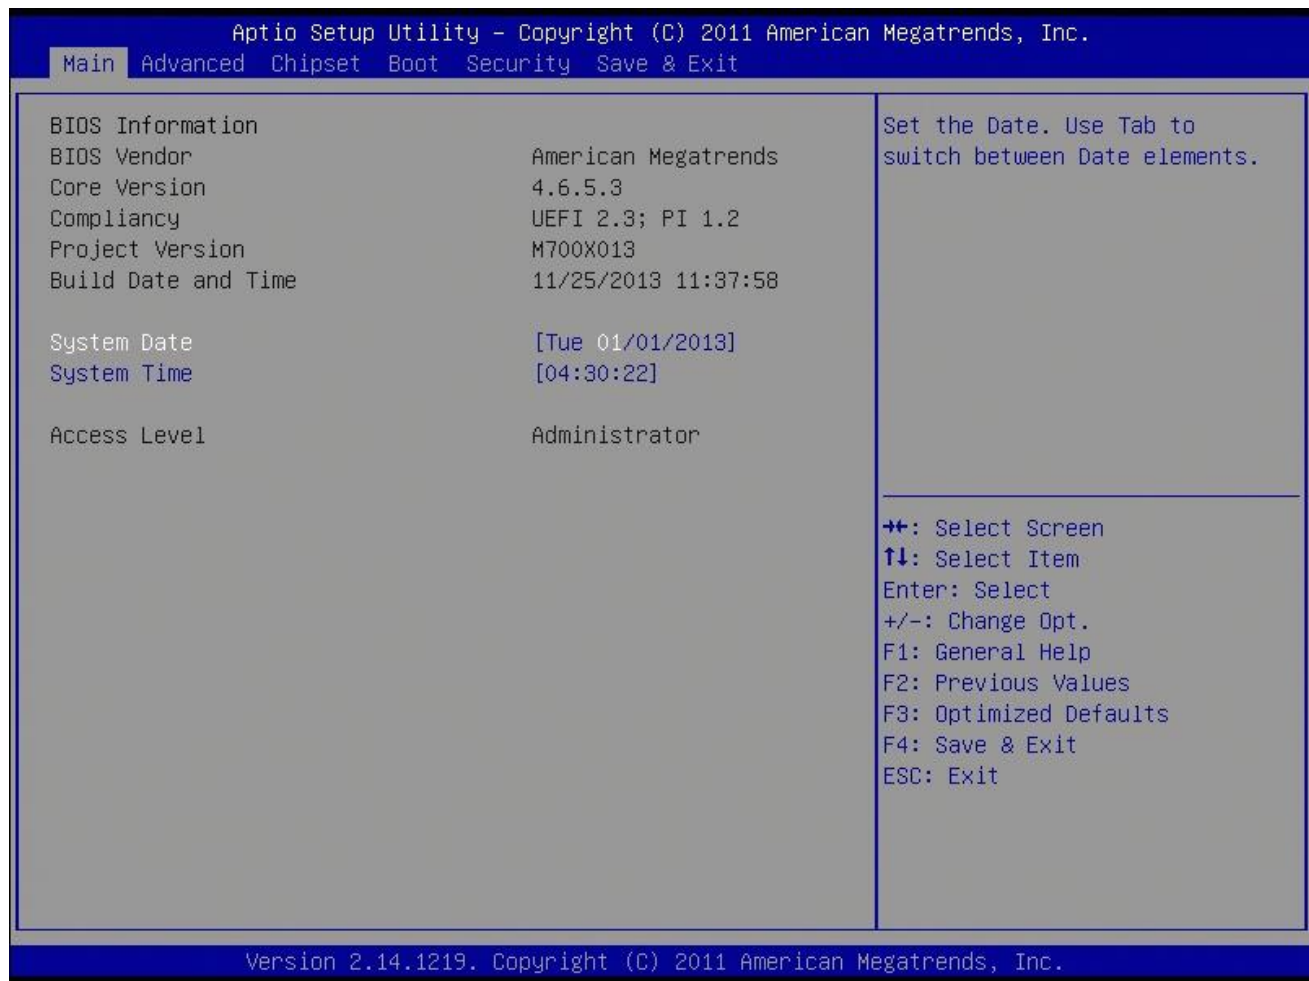 Aptio Setup Utility – Copyright (C) 2011 American Megatrends, Inc.
Main Advanced Chipset Boot Security Save & Exit
BIOS Information
BIOS Vendor American Megatrends
Core Version 4.6.5.3
Compliancy UEFI 2.3; PI 1.2
Project Version M700X013
Build Date and Time 11/25/2013 11:37:58
System Date [Tue 01/01/2013]
System Time [04:30:22]
Access Level Administrator
Set the Date. Use Tab to
switch between Date elements.
→←: Select Screen
↑↓: Select Item
Enter: Select
+/-: Change Opt.
F1: General Help
F2: Previous Values
F3: Optimized Defaults
F4: Save & Exit
ESC: Exit
Version 2.14.1219. Copyright (C) 2011 American Megatrends, Inc.